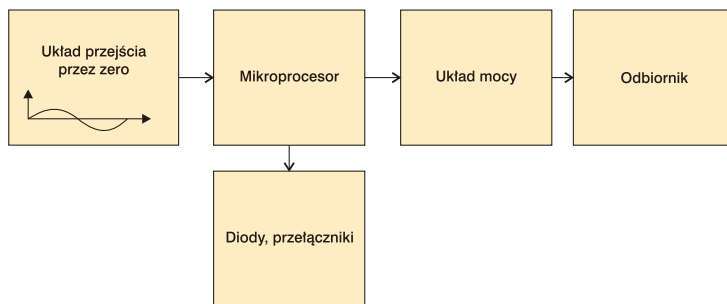 Układ przejścia
przez zero
Mikroprocesor
Układ mocy
Odbiornik
Diody, przełączniki